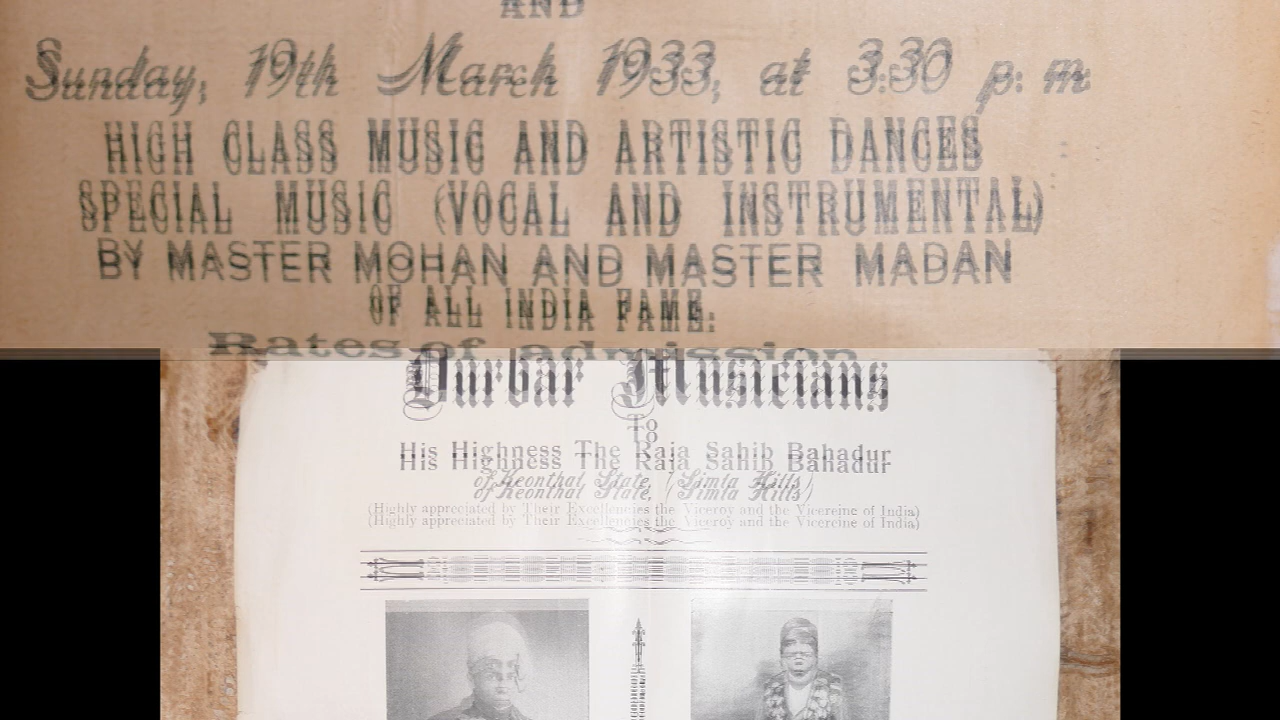 AND
Sunday, 19th March 1933, at 3.30 p. m.
HIGH CLASS MUSIC AND ARTISTIC DANCES
SPECIAL MUSIC (VOCAL AND INSTRUMENTAL)
BY MASTER MOHAN AND MASTER MADAN
OF ALL INDIA FAME:
Rates of admission
Durbar Musicians
To
His Highness The Raja Sahib Bahadur
of Keonthal State, (Simla Hills)
(Highly appreciated by Their Excellencies the Viceroy and the Vicereine of India)